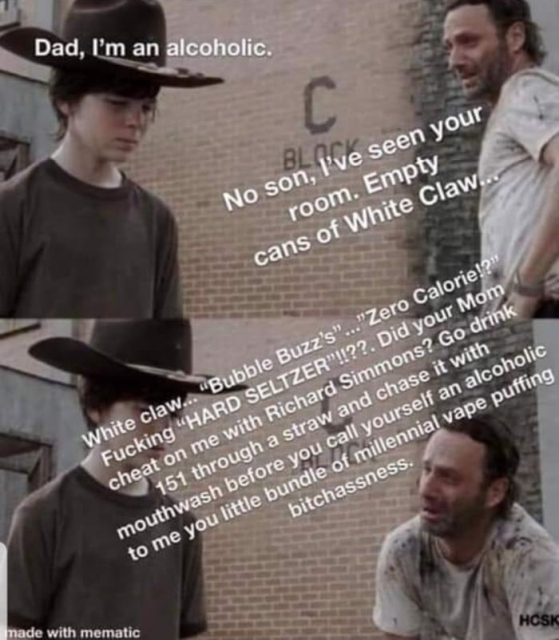 Dad, I'm an alcoholic.
C
BLOCK
No son, I've seen your
room. Empty
cans of White Claw...
White claw... "Bubble Buzz's"..."Zero Calorie!?"
Fucking "HARD SELTZER"!!??. Did your Mom
cheat on me with Richard Simmons? Go drink
151 through a straw and chase it with
mouthwash before you call yourself an alcoholic
to me you little bundle of millennial vape puffing
bitchassness.
made with mematic